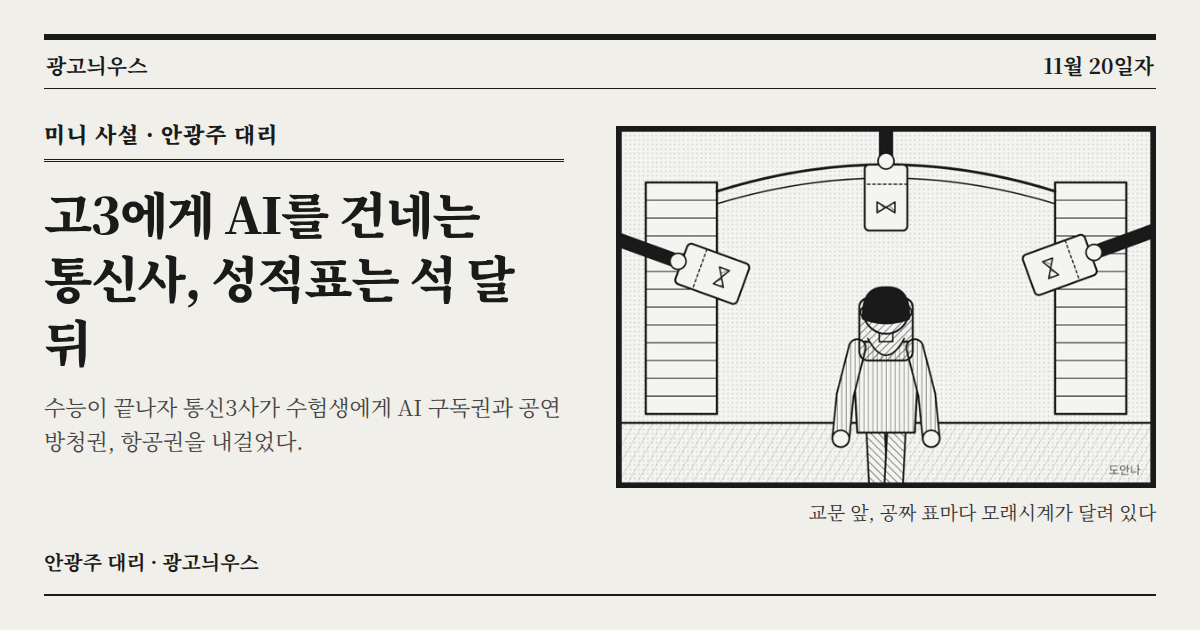 광고늬우스
11월 20일자
미니 사설 · 안광주 대리
고3에게 AI를 건네는
통신사, 성적표는 석 달
뒤
수능이 끝나자 통신3사가 수험생에게 AI 구독권과 공연
방청권, 항공권을 내걸었다.
도안나
교문 앞, 공짜 표마다 모래시계가 달려 있다
안광주 대리 · 광고늬우스